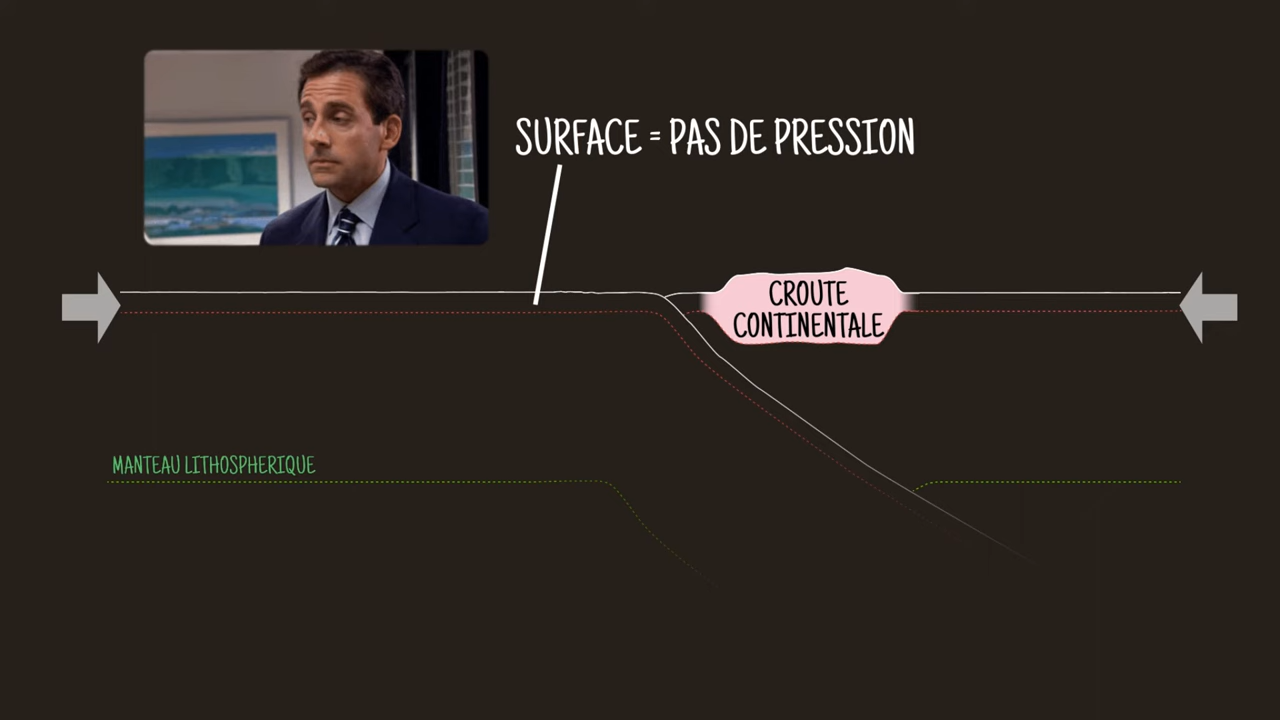 SURFACE = PAS DE PRESSION
CROUTE
CONTINENTALE
MANTEAU LITHOSPHERIQUE